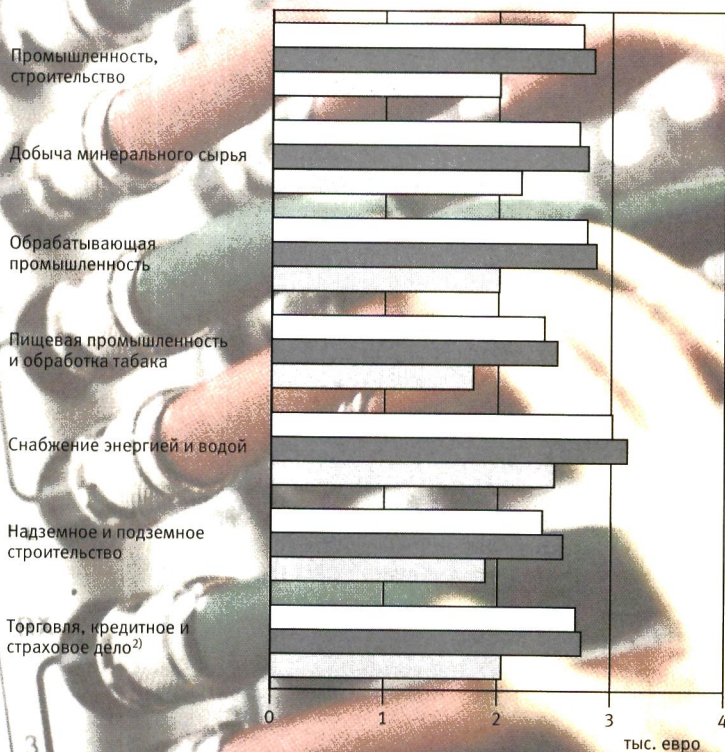 Промышленность,
строительство
Добыча минерального сырья
Обрабатывающая
промышленность
Пищевая промышленность
и обработка табака
Снабжение энергией и водой
Надземное и подземное
строительство
Торговля, кредитное и
страховое дело²⁾
0 1 2 3 4
тыс. евро
3